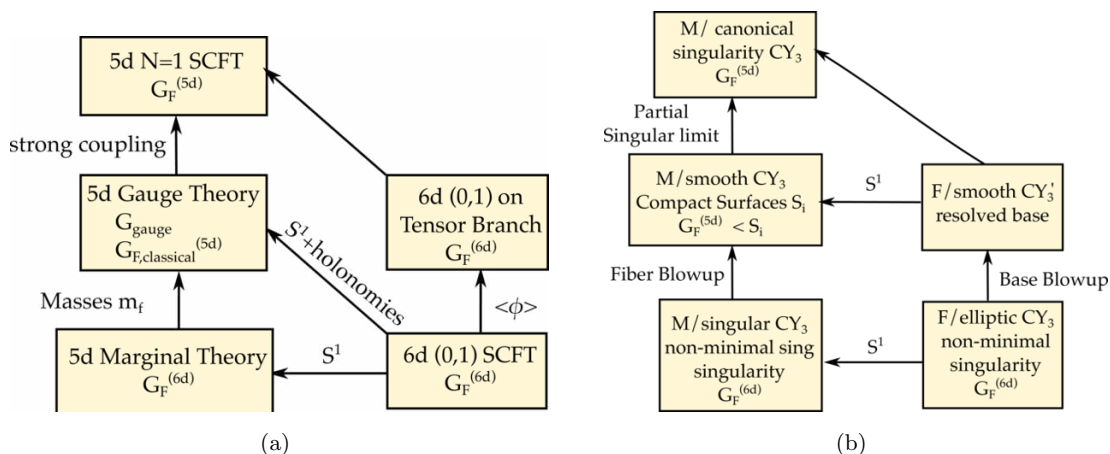 5d N=1 SCFT
G_F^(5d)
strong coupling
5d Gauge Theory
G_gauge
G_F,classical^(5d)
6d (0,1) on
Tensor Branch
G_F^(6d)
S^1+holonomies
Masses m_f
<ϕ>
5d Marginal Theory
G_F^(6d)
S^1
6d (0,1) SCFT
G_F^(6d)
(a)
M/ canonical
singularity CY_3
G_F^(5d)
Partial
Singular limit
M/smooth CY_3
Compact Surfaces S_i
G_F^(5d) < S_i
S^1
F/smooth CY_3'
resolved base
Fiber Blowup
Base Blowup
M/singular CY_3
non-minimal sing
singularity
G_F^(6d)
S^1
F/elliptic CY_3
non-minimal
singularity
G_F^(6d)
(b)